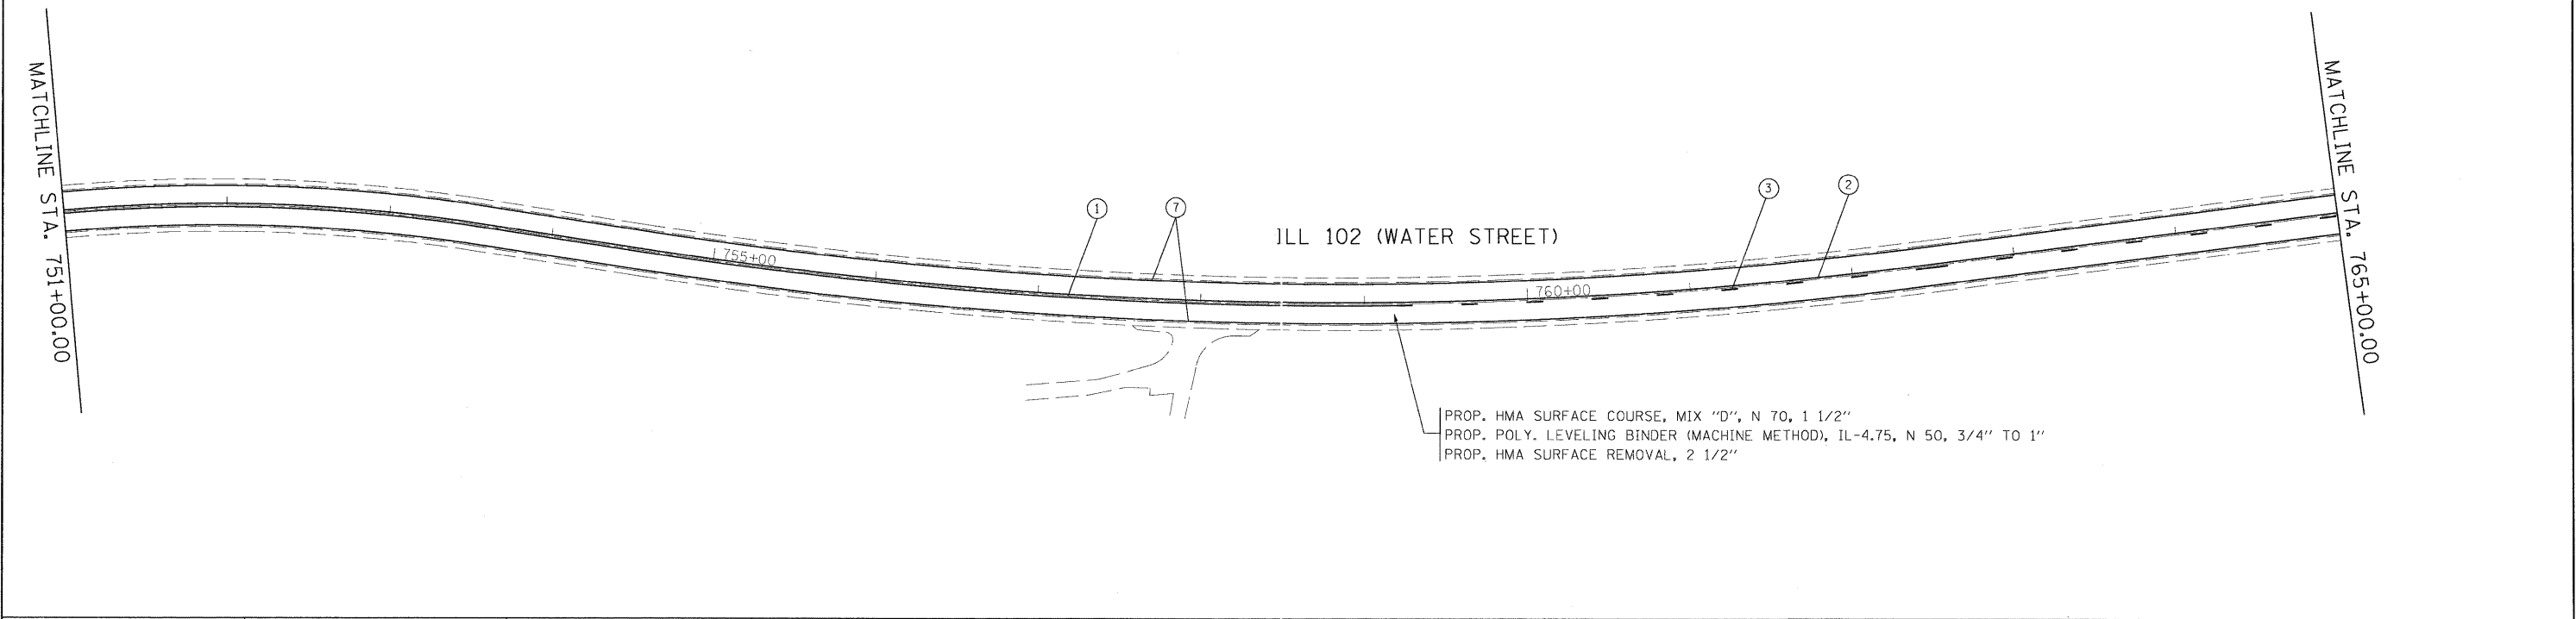 MATCHLINE STA. 751+00.00
755+00
1
7
ILL 102 (WATER STREET)
760+00
3
2
MATCHLINE STA. 765+00.00
PROP. HMA SURFACE COURSE, MIX "D", N 70, 1 1/2"
PROP. POLY. LEVELING BINDER (MACHINE METHOD), IL-4.75, N 50, 3/4" TO 1"
PROP. HMA SURFACE REMOVAL, 2 1/2"